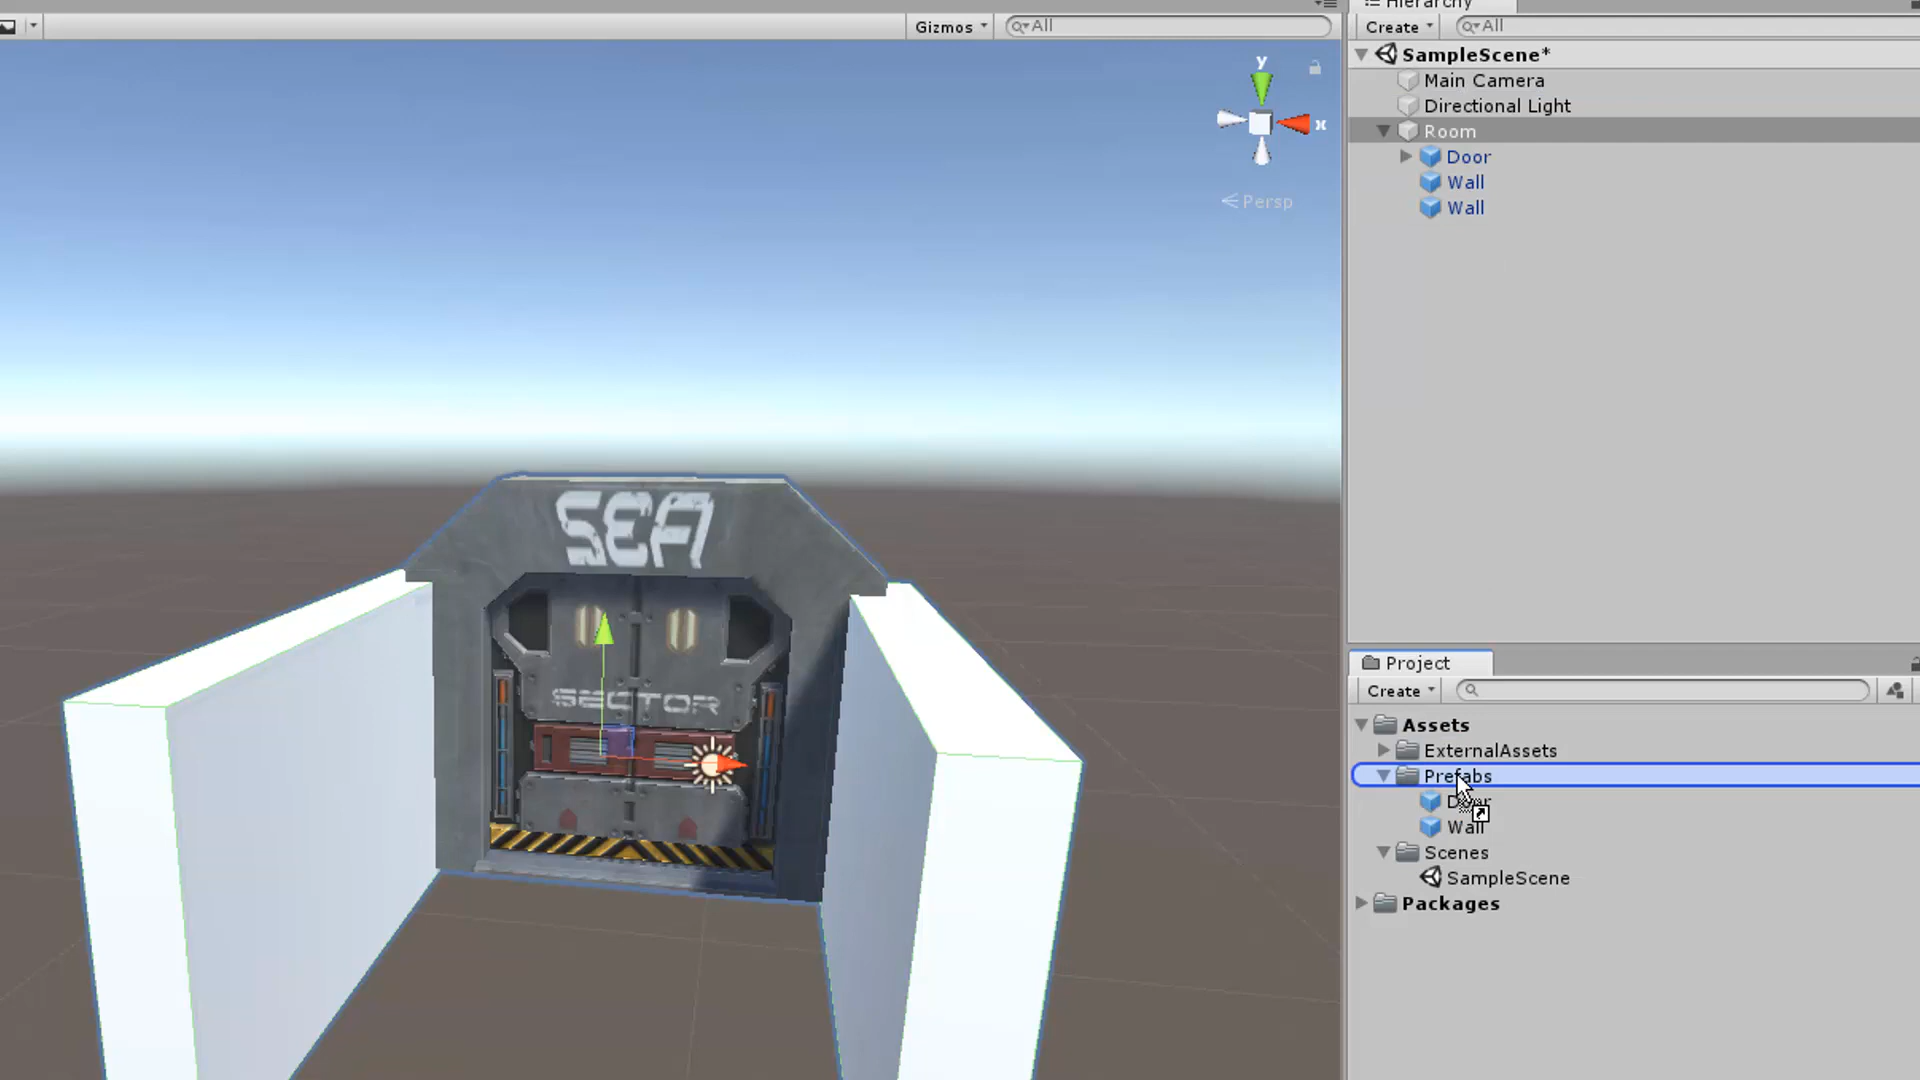 Hierarchy
Gizmos
All
Create
All
SampleScene*
Main Camera
Directional Light
Room
Door
Wall
Wall
y
x
Persp
SECTOR
Project
Create
Assets
ExternalAssets
Prefabs
Door
Wall
Scenes
SampleScene
Packages